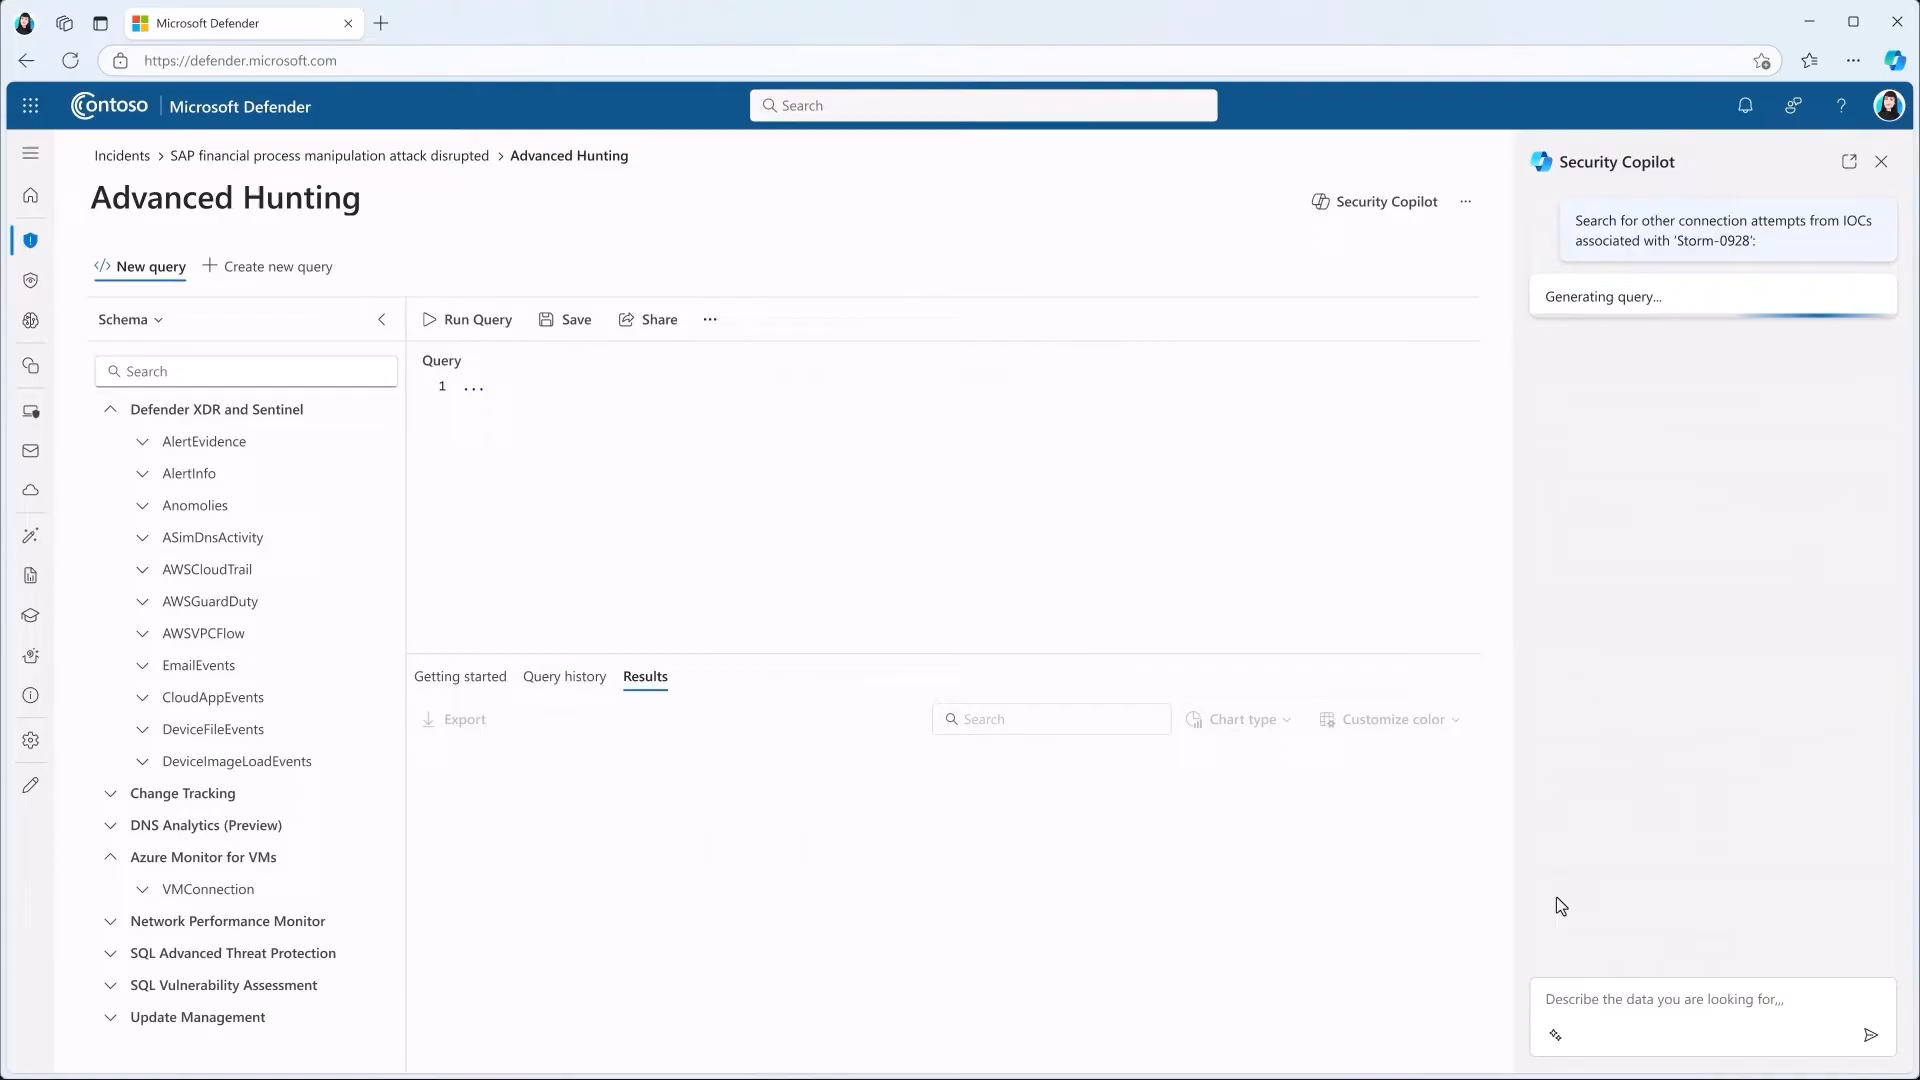 Microsoft Defender
https://defender.microsoft.com
Contoso
Microsoft Defender
Search
?
Incidents > SAP financial process manipulation attack disrupted > Advanced Hunting
Advanced Hunting
Security Copilot
...
</> New query
Create new query
Schema
Run Query
Save
Share
...
Search
Query
1 ...
Defender XDR and Sentinel
AlertEvidence
AlertInfo
Anomolies
ASimDnsActivity
AWSCloudTrail
AWSGuardDuty
AWSVPCFlow
EmailEvents
CloudAppEvents
DeviceFileEvents
DeviceImageLoadEvents
Change Tracking
DNS Analytics (Preview)
Azure Monitor for VMs
VMConnection
Network Performance Monitor
SQL Advanced Threat Protection
SQL Vulnerability Assessment
Update Management
Getting started
Query history
Results
Export
Search
Chart type
Customize color
Security Copilot
Search for other connection attempts from IOCs
associated with ‘Storm-0928’:
Generating query...
Describe the data you are looking for,,,